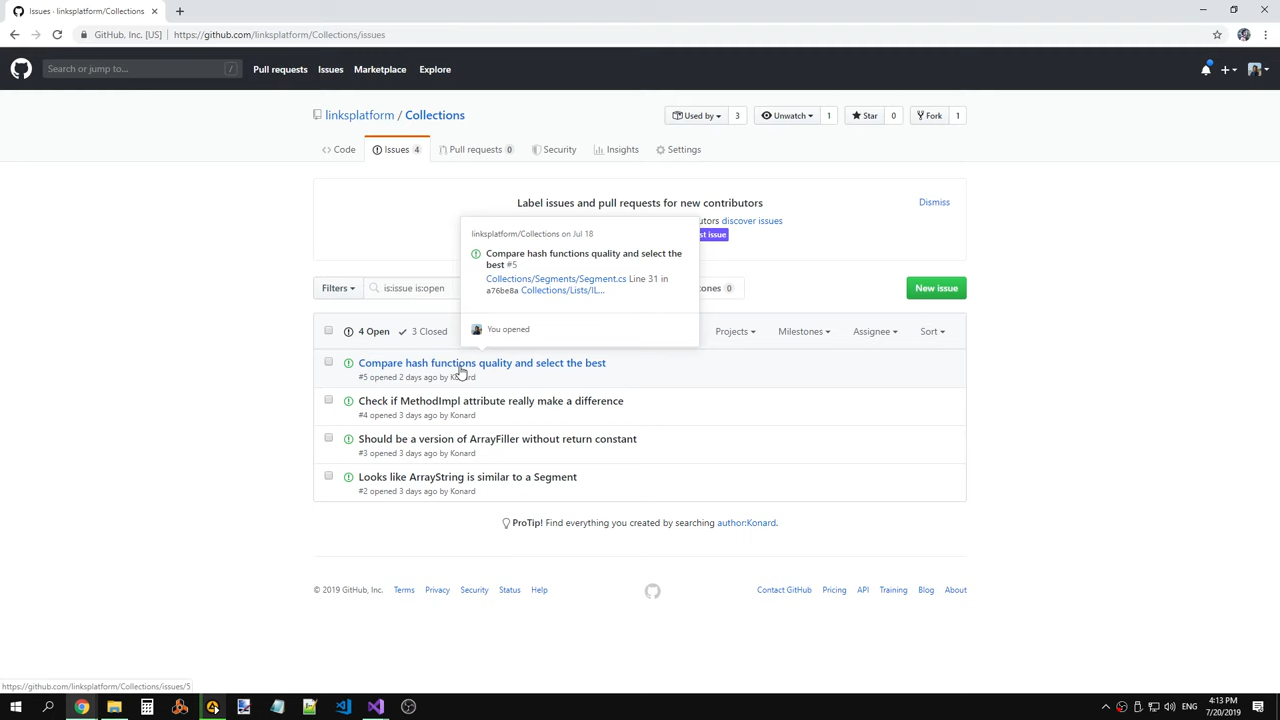 Issues · linksplatform/Collections
GitHub, Inc. [US] | https://github.com/linksplatform/Collections/issues
Search or jump to... /
Pull requests Issues Marketplace Explore
linksplatform / Collections
Used by 3 Unwatch 1 Star 0 Fork 1
Code Issues 4 Pull requests 0 Security Insights Settings
Label issues and pull requests for new contributors
Dismiss
utors discover issues
st issue
linksplatform/Collections on Jul 18
Compare hash functions quality and select the
best #5
Collections/Segments/Segment.cs Line 31 in
a76be8a Collections/Lists/IL...
You opened
Filters is:issue is:open ones 0 New issue
4 Open 3 Closed Projects Milestones Assignee Sort
Compare hash functions quality and select the best
#5 opened 2 days ago by Konard
Check if MethodImpl attribute really make a difference
#4 opened 3 days ago by Konard
Should be a version of ArrayFiller without return constant
#3 opened 3 days ago by Konard
Looks like ArrayString is similar to a Segment
#2 opened 3 days ago by Konard
ProTip! Find everything you created by searching author:Konard.
© 2019 GitHub, Inc. Terms Privacy Security Status Help Contact GitHub Pricing API Training Blog About
https://github.com/linksplatform/Collections/issues/5
ENG
4:13 PM
7/20/2019